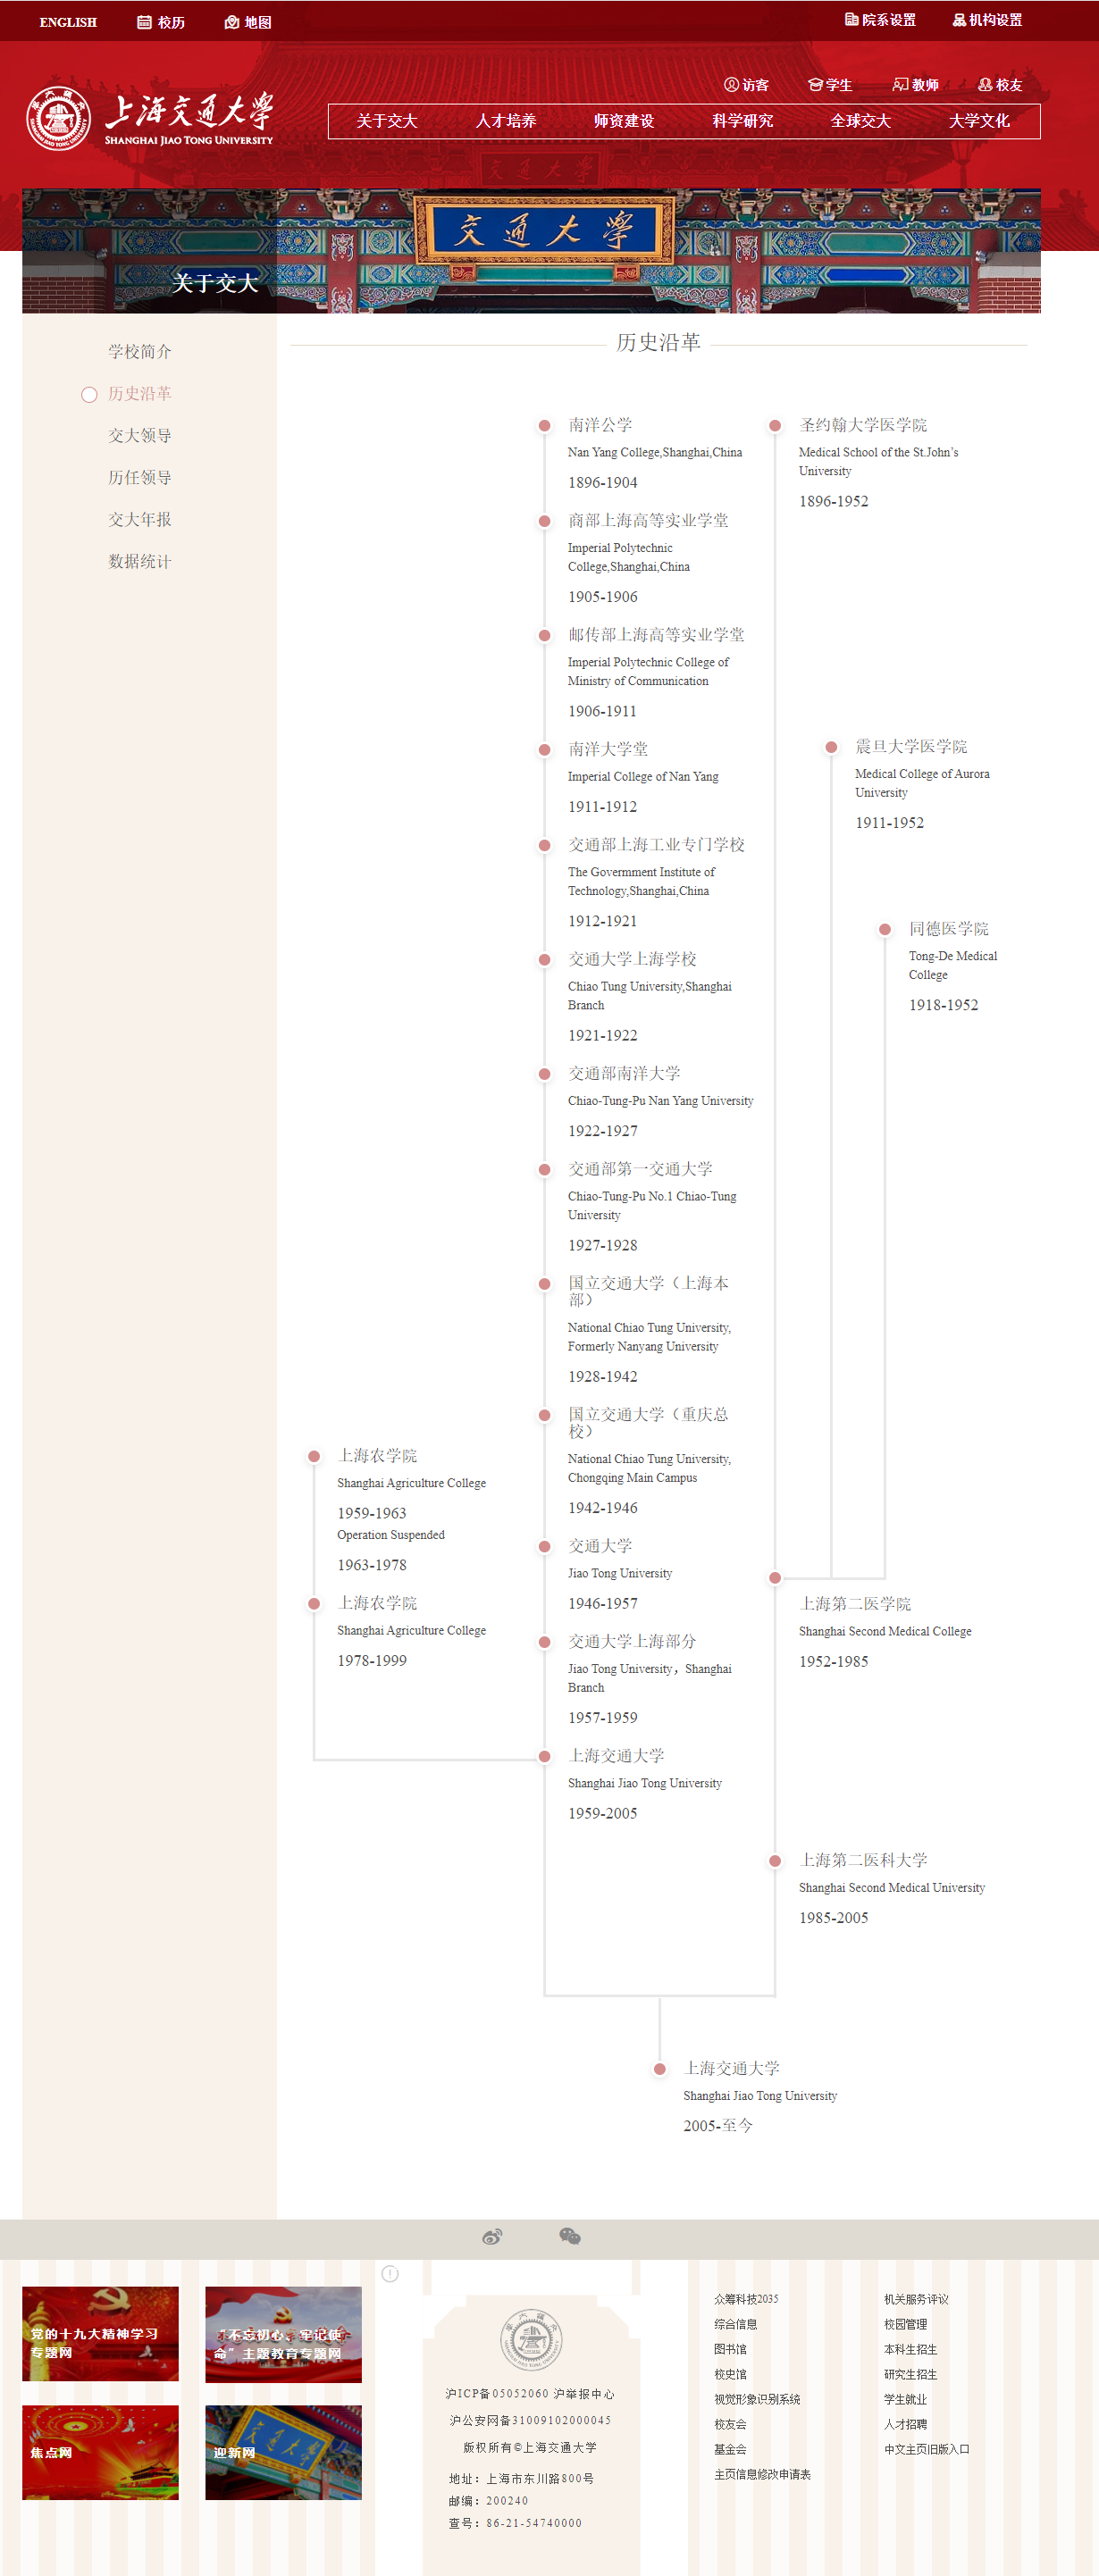 ENGLISH 校历 地图 院系设置 机构设置
访客 学生 教师 校友
上海交通大学
SHANGHAI JIAO TONG UNIVERSITY
关于交大 人才培养 师资建设 科学研究 全球交大 大学文化
交通大学
关于交大
学校简介
历史沿革
交大领导
历任领导
交大年报
数据统计
历史沿革
南洋公学
Nan Yang College,Shanghai,China
1896-1904
商部上海高等实业学堂
Imperial Polytechnic
College,Shanghai,China
1905-1906
邮传部上海高等实业学堂
Imperial Polytechnic College of
Ministry of Communication
1906-1911
南洋大学堂
Imperial College of Nan Yang
1911-1912
交通部上海工业专门学校
The Govermment Institute of
Technology,Shanghai,China
1912-1921
交通大学上海学校
Chiao Tung University,Shanghai
Branch
1921-1922
交通部南洋大学
Chiao-Tung-Pu Nan Yang University
1922-1927
交通部第一交通大学
Chiao-Tung-Pu No.1 Chiao-Tung
University
1927-1928
国立交通大学（上海本
部）
National Chiao Tung University,
Formerly Nanyang University
1928-1942
国立交通大学（重庆总
校）
National Chiao Tung University,
Chongqing Main Campus
1942-1946
交通大学
Jiao Tong University
1946-1957
交通大学上海部分
Jiao Tong University，Shanghai
Branch
1957-1959
上海交通大学
Shanghai Jiao Tong University
1959-2005
圣约翰大学医学院
Medical School of the St.John’s
University
1896-1952
震旦大学医学院
Medical College of Aurora
University
1911-1952
同德医学院
Tong-De Medical
College
1918-1952
上海农学院
Shanghai Agriculture College
1959-1963
Operation Suspended
1963-1978
上海农学院
Shanghai Agriculture College
1978-1999
上海第二医学院
Shanghai Second Medical College
1952-1985
上海第二医科大学
Shanghai Second Medical University
1985-2005
上海交通大学
Shanghai Jiao Tong University
2005-至今
党的十九大精神学习
专题网
“不忘初心、牢记使
命”主题教育专题网
焦点网
迎新网
沪ICP备05052060 沪举报中心
沪公安网备31009102000045
版权所有©上海交通大学
地址：上海市东川路800号
邮编：200240
查号：86-21-54740000
众筹科技2035
综合信息
图书馆
校史馆
视觉形象识别系统
校友会
基金会
主页信息修改申请表
机关服务评议
校园管理
本科生招生
研究生招生
学生就业
人才招聘
中文主页旧版入口